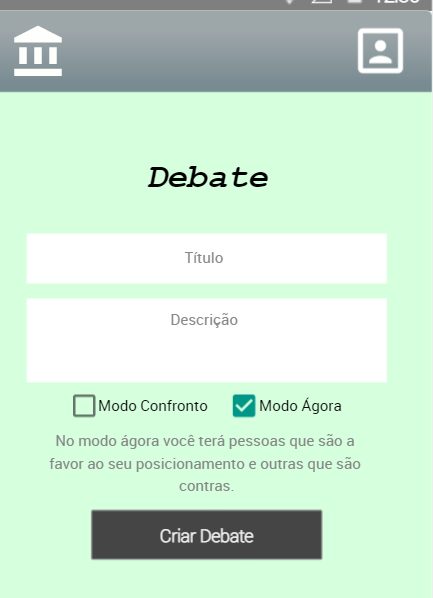 Debate
Título
Descrição
Modo Confronto
Modo Ágora
No modo ágora você terá pessoas que são a
favor ao seu posicionamento e outras que são
contras.
Criar Debate